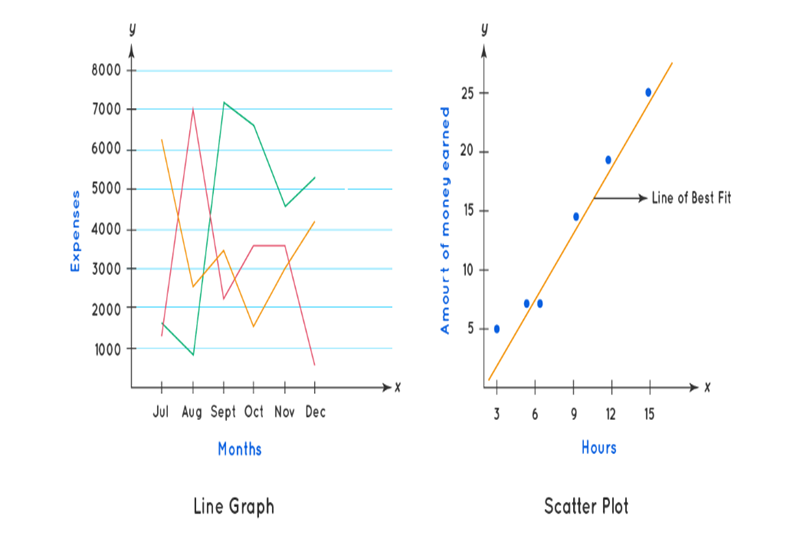 y
8000
7000
6000
5000
4000
3000
2000
1000
Expenses
x
Jul Aug Sept Oct Nov Dec
Months
Line Graph
y
25
20
15
10
5
Amourt of money earned
Line of Best Fit
x
3 6 9 12 15
Hours
Scatter Plot